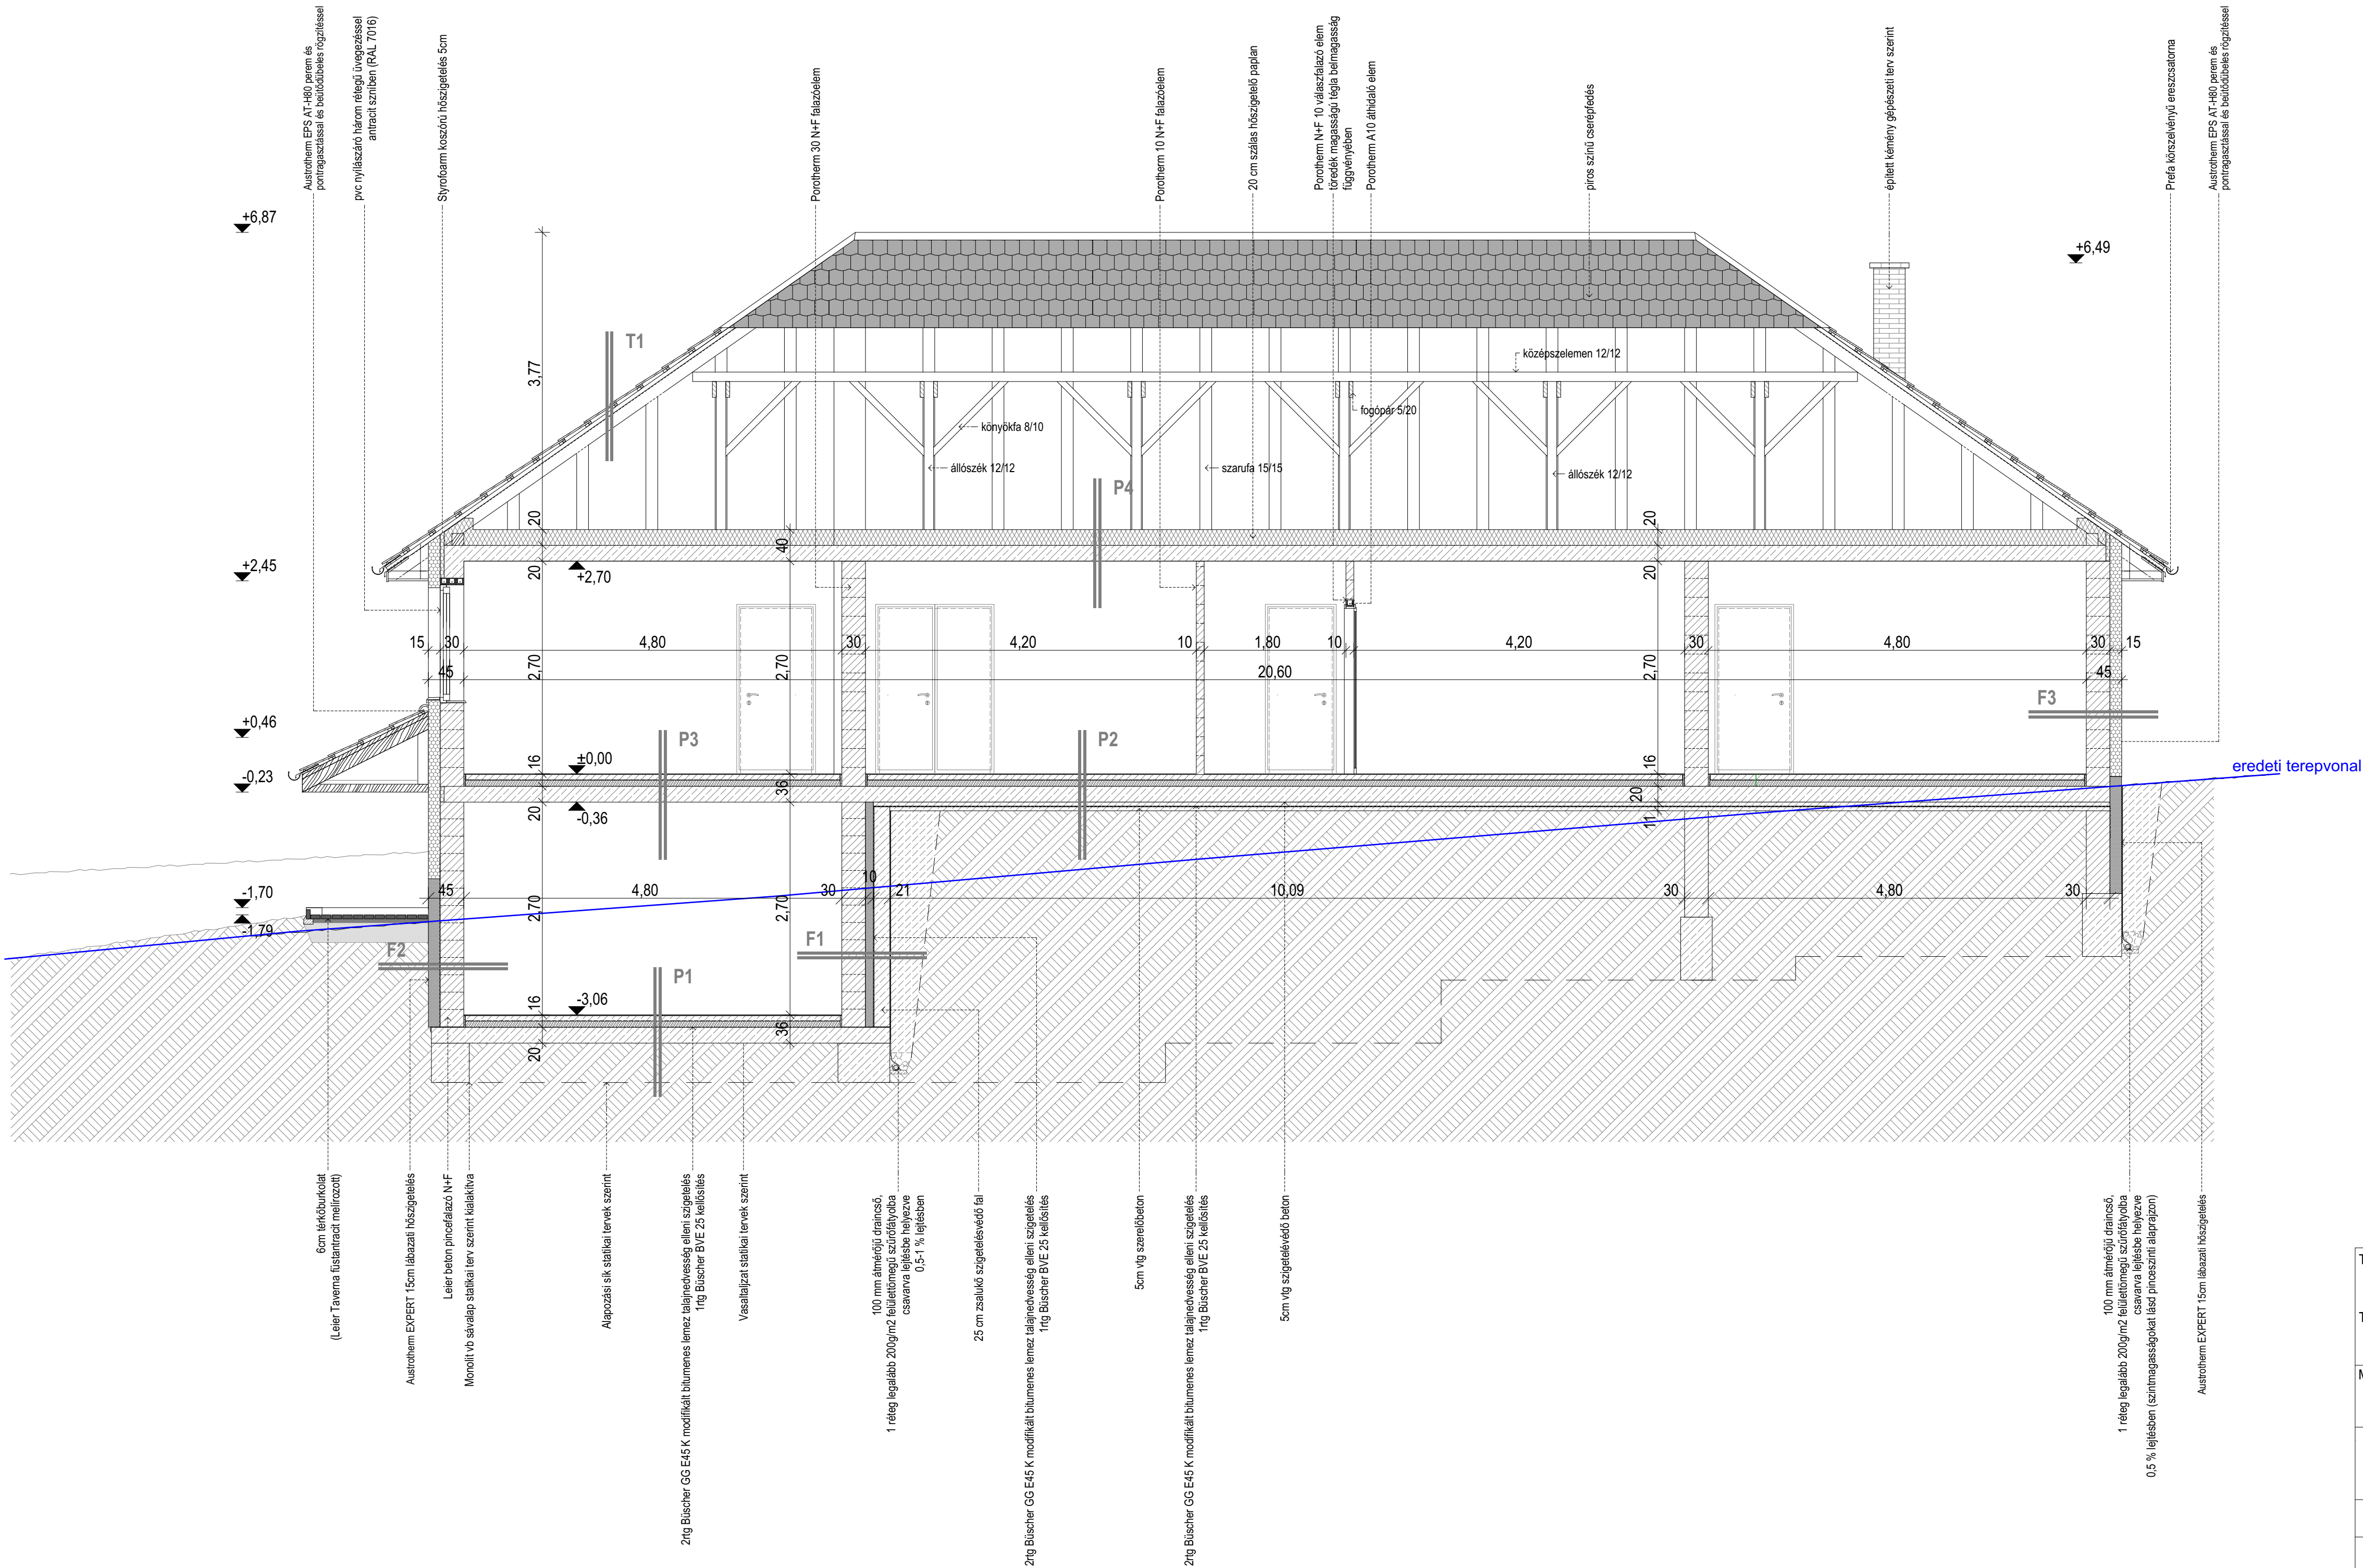 Austrotherm EPS AT-H80 perem és
pontragasztással és beütődübeles rögzítéssel
pvc nyílászáró három rétegű üvegezéssel
antracit színben (RAL 7016)
Styrofoarm koszorú hőszigetelés 5cm
Porotherm 30 N+F falazóelem
Porotherm 10 N+F falazóelem
20 cm szálas hőszigetelő paplan
Porotherm N+F 10 válaszfalazó elem
töredék magasságú tégla belmagasság
függvényében
Porotherm A10 áthidaló elem
piros színű cserépfedés
épített kémény gépészeti terv szerint
Prefa körszelvényű ereszcsatorna
Austrotherm EPS AT-H80 perem és
pontragasztással és beütődübeles rögzítéssel
+6,87
+6,49
T1
3,77
középszelemen 12/12
fogópár 5/20
könyökfa 8/10
állószék 12/12
szarufa 15/15
állószék 12/12
P4
20
40
20
+2,45
20
+2,70
20
15
30
4,80
30
4,20
10
1,80
10
4,20
30
4,80
30
15
2,70
2,70
2,70
45
20,60
45
F3
+0,46
P3
P2
-0,23
16
±0,00
16
eredeti terepvonal
36
20
-0,36
20
11
-1,70
-1,79
45
4,80
30
10
21
10,09
30
4,80
30
2,70
2,70
F2
F1
P1
16
-3,06
36
20
6cm térkőburkolat
(Leier Taverna füstantracit melírozott)
Austrotherm EXPERT 15cm lábazati hőszigetelés
Leier beton pincefalazó N+F
Monolit vb sávalap statikai terv szerint kialakítva
Alapozási sík statikai tervek szerint
2rtg Büscher GG E45 K modifikált bitumenes lemez talajnedvesség elleni szigetelés
1rtg Büscher BVE 25 kellősítés
Vasaltaljzat statikai tervek szerint
100 mm átmérőjű draincső,
1 réteg legalább 200g/m2 felülettömegű szűrőfátyolba
csavarva lejtésbe helyezve
0,5-1 % lejtésben
25 cm zsalukő szigetelésvédő fal
2rtg Büscher GG E45 K modifikált bitumenes lemez talajnedvesség elleni szigetelés
1rtg Büscher BVE 25 kellősítés
5cm vtg szerelőbeton
2rtg Büscher GG E45 K modifikált bitumenes lemez talajnedvesség elleni szigetelés
1rtg Büscher BVE 25 kellősítés
5cm vtg szigetelévédő beton
100 mm átmérőjű draincső,
1 réteg legalább 200g/m2 felülettömegű szűrőfátyolba
csavarva lejtésbe helyezve
0,5 % lejtésben (szintmagasságokat lásd pinceszinti alaprajzon)
Austrotherm EXPERT 15cm lábazati hőszigetelés